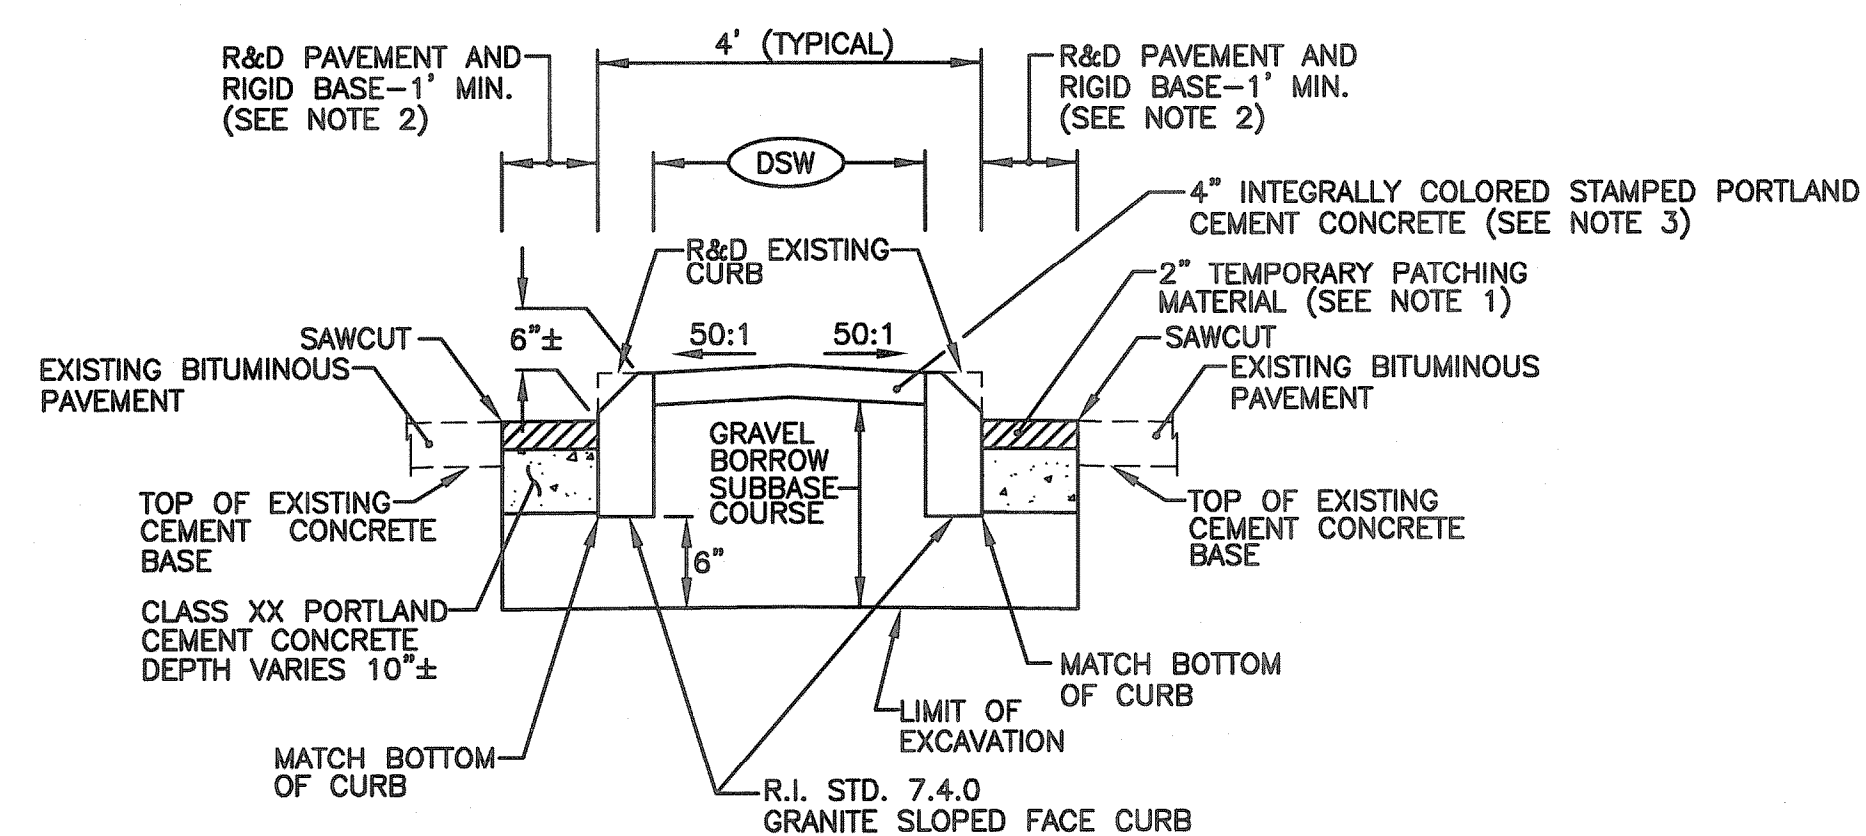 4' (TYPICAL)
R&D PAVEMENT AND
RIGID BASE-1' MIN.
(SEE NOTE 2)
R&D PAVEMENT AND
RIGID BASE-1' MIN.
(SEE NOTE 2)
DSW
4" INTEGRALLY COLORED STAMPED PORTLAND
CEMENT CONCRETE (SEE NOTE 3)
R&D EXISTING
CURB
2" TEMPORARY PATCHING
MATERIAL (SEE NOTE 1)
6"±
50:1
50:1
SAWCUT
SAWCUT
EXISTING BITUMINOUS
PAVEMENT
EXISTING BITUMINOUS
PAVEMENT
GRAVEL
BORROW
SUBBASE
COURSE
TOP OF EXISTING
CEMENT CONCRETE
BASE
TOP OF EXISTING
CEMENT CONCRETE
BASE
6"
CLASS XX PORTLAND
CEMENT CONCRETE
DEPTH VARIES 10"±
MATCH BOTTOM
OF CURB
LIMIT OF
EXCAVATION
MATCH BOTTOM
OF CURB
R.I. STD. 7.4.0
GRANITE SLOPED FACE CURB